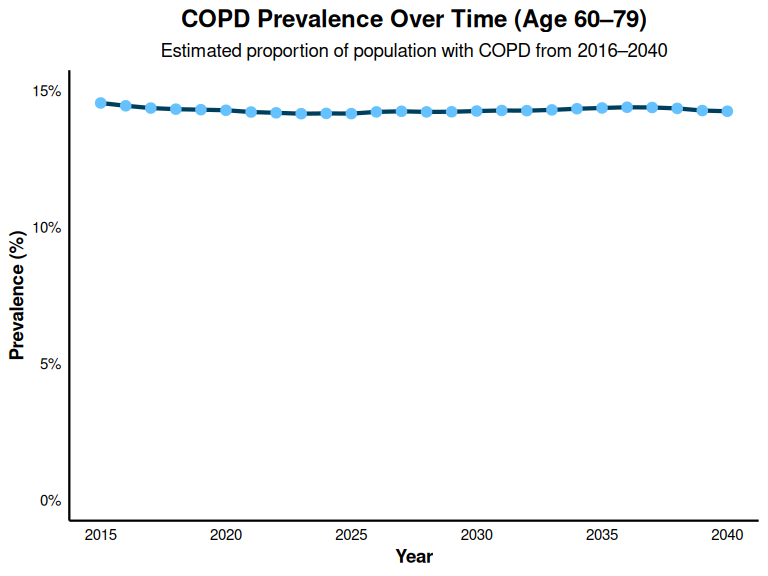 COPD Prevalence Over Time (Age 60–79)
Estimated proportion of population with COPD from 2016–2040
15%
10%
5%
0%
Prevalence (%)
2015 2020 2025 2030 2035 2040
Year